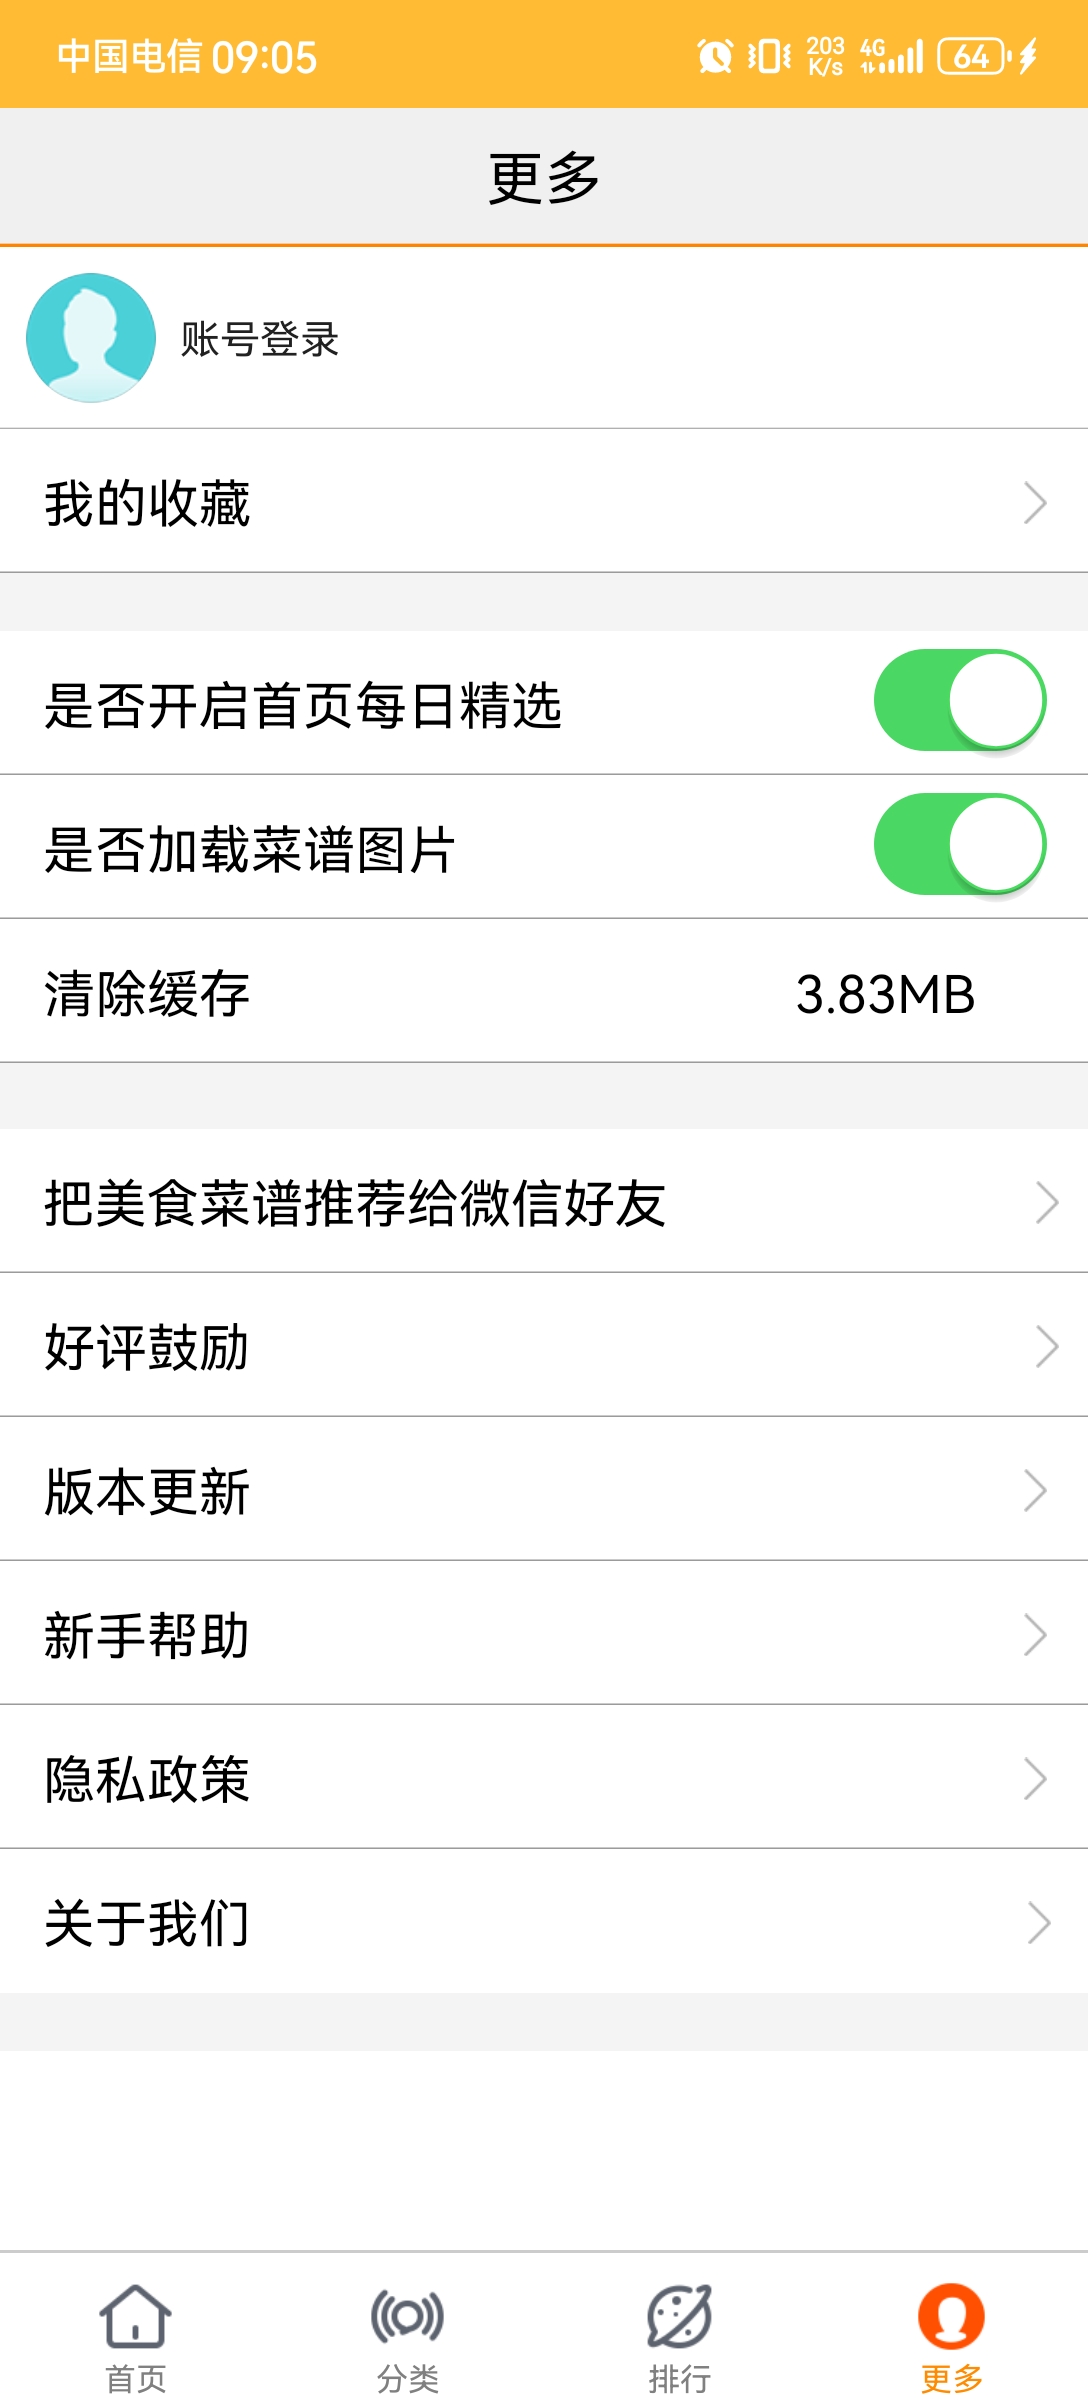 中国电信 09:05 203 K/s 4G 64
更多
账号登录
我的收藏
是否开启首页每日精选
是否加载菜谱图片
清除缓存 3.83MB
把美食菜谱推荐给微信好友
好评鼓励
版本更新
新手帮助
隐私政策
关于我们
首页 分类 排行 更多